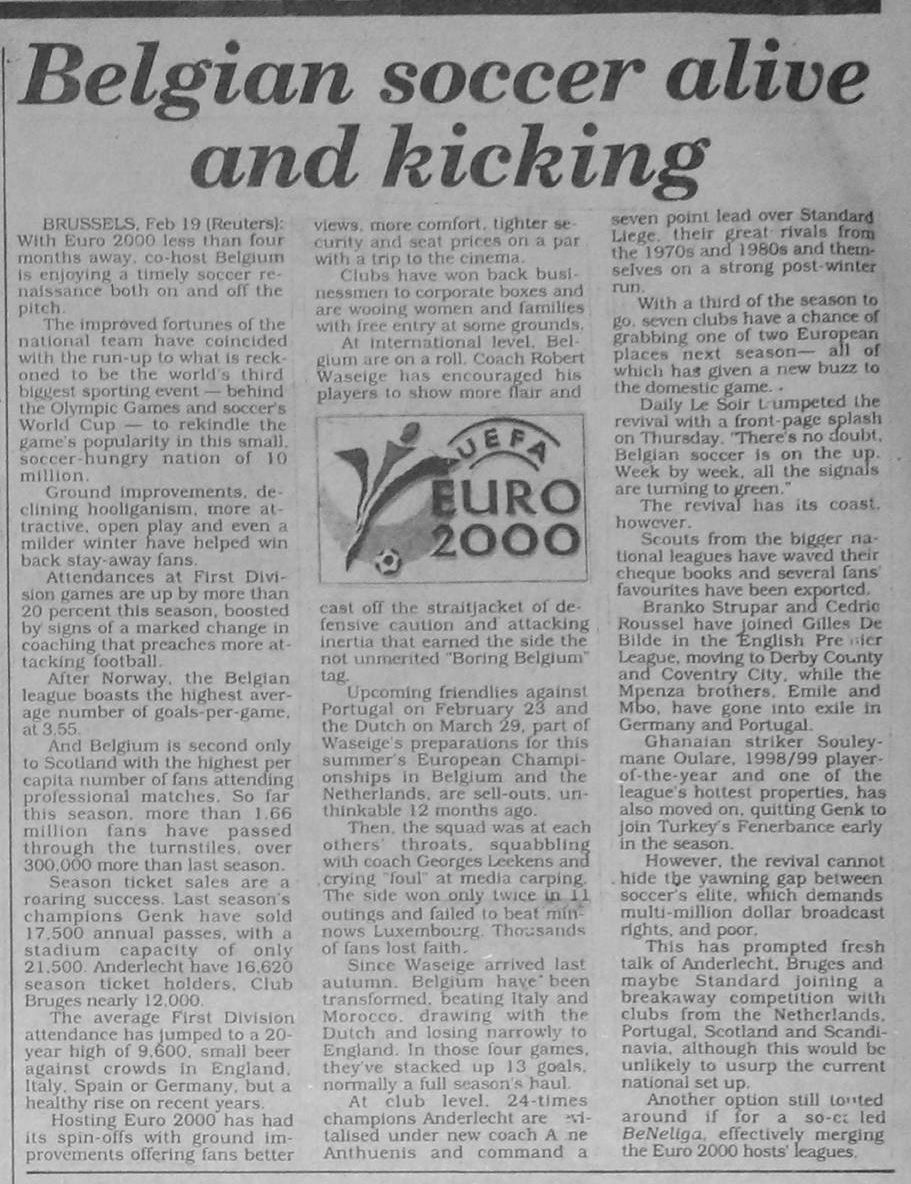 Belgian soccer alive
and kicking
BRUSSELS, Feb 19 (Reuters):
With Euro 2000 less than four
months away, co-host Belgium
is enjoying a timely soccer re-
naissance both on and off the
pitch.
The improved fortunes of the
national team have coincided
with the run-up to what is reck-
oned to be the world's third
biggest sporting event — behind
the Olympic Games and soccer's
World Cup — to rekindle the
game's popularity in this small,
soccer-hungry nation of 10
million.
Ground improvements, de-
clining hooliganism, more at-
tractive, open play and even a
milder winter have helped win
back stay-away fans.
Attendances at First Divi-
sion games are up by more than
20 percent this season, boosted
by signs of a marked change in
coaching that preaches more at-
tacking football.
After Norway, the Belgian
league boasts the highest aver-
age number of goals-per-game,
at 3.55.
And Belgium is second only
to Scotland with the highest per
capita number of fans attending
professional matches. So far
this season, more than 1.66
million fans have passed
through the turnstiles, over
300,000 more than last season.
Season ticket sales are a
roaring success. Last season's
champions Genk have sold
17,500 annual passes, with a
stadium capacity of only
21,500. Anderlecht have 16,620
season ticket holders, Club
Bruges nearly 12,000.
The average First Division
attendance has jumped to a 20-
year high of 9,600, small beer
against crowds in England,
Italy, Spain or Germany, but a
healthy rise on recent years.
Hosting Euro 2000 has had
its spin-offs with ground im-
provements offering fans better
views, more comfort, tighter se-
curity and seat prices on a par
with a trip to the cinema.
Clubs have won back busi-
nessmen to corporate boxes and
are wooing women and families
with free entry at some grounds.
At international level, Bel-
gium are on a roll. Coach Robert
Waseige has encouraged his
players to show more flair and
UEFA
EURO
2000
cast off the straitjacket of de-
fensive caution and attacking
inertia that earned the side the
not unmerited "Boring Belgium"
tag.
Upcoming friendlies against
Portugal on February 23 and
the Dutch on March 29, part of
Waseige's preparations for this
summer's European Champi-
onships in Belgium and the
Netherlands, are sell-outs, un-
thinkable 12 months ago.
Then, the squad was at each
others' throats, squabbling
with coach Georges Leekens and
crying "foul" at media carping.
The side won only twice in 11
outings and failed to beat min-
nows Luxembourg. Thousands
of fans lost faith.
Since Waseige arrived last
autumn, Belgium have been
transformed, beating Italy and
Morocco, drawing with the
Dutch and losing narrowly to
England. In those four games,
they've stacked up 13 goals,
normally a full season's haul.
At club level, 24-times
champions Anderlecht are
talised under new coach
Anthuenis and command a
seven point lead over Standard
Liege, their great rivals from
the 1970s and 1980s and them-
selves on a strong post-winter
run.
With a third of the season to
go, seven clubs have a chance of
grabbing one of two European
places next season— all of
which has given a new buzz to
the domestic game.
Daily Le Soir the
revival with a front-page splash
on Thursday. "There's no doubt,
Belgian soccer is on the up.
Week by week, all the signals
are turning to green."
The revival has its coast,
however.
Scouts from the bigger na-
tional leagues have waved their
cheque books and several fans'
favourites have been exported.
Branko Strupar and Cedric
Roussel have joined Gilles De
Bilde in the English
League, moving to Derby County
and Coventry City, while the
Mpenza brothers, Emile and
Mbo, have gone into exile in
Germany and Portugal.
Ghanaian striker Souley-
mane Oulare, 1998/99 player-
of-the-year and one of the
league's hottest properties, has
also moved on, quitting Genk to
join Turkey's Fenerbance early
in the season.
However, the revival cannot
hide the yawning gap between
soccer's elite, which demands
multi-million dollar broadcast
rights, and poor.
This has prompted fresh
talk of Anderlecht, Bruges and
maybe Standard joining a
breakaway competition with
clubs from the Netherlands,
Portugal, Scotland and Scandi-
navia, although this would be
unlikely to usurp the current
national set up.
Another option still
around if for a led
BeNeliga, effectively merging
the Euro 2000 hosts' leagues.